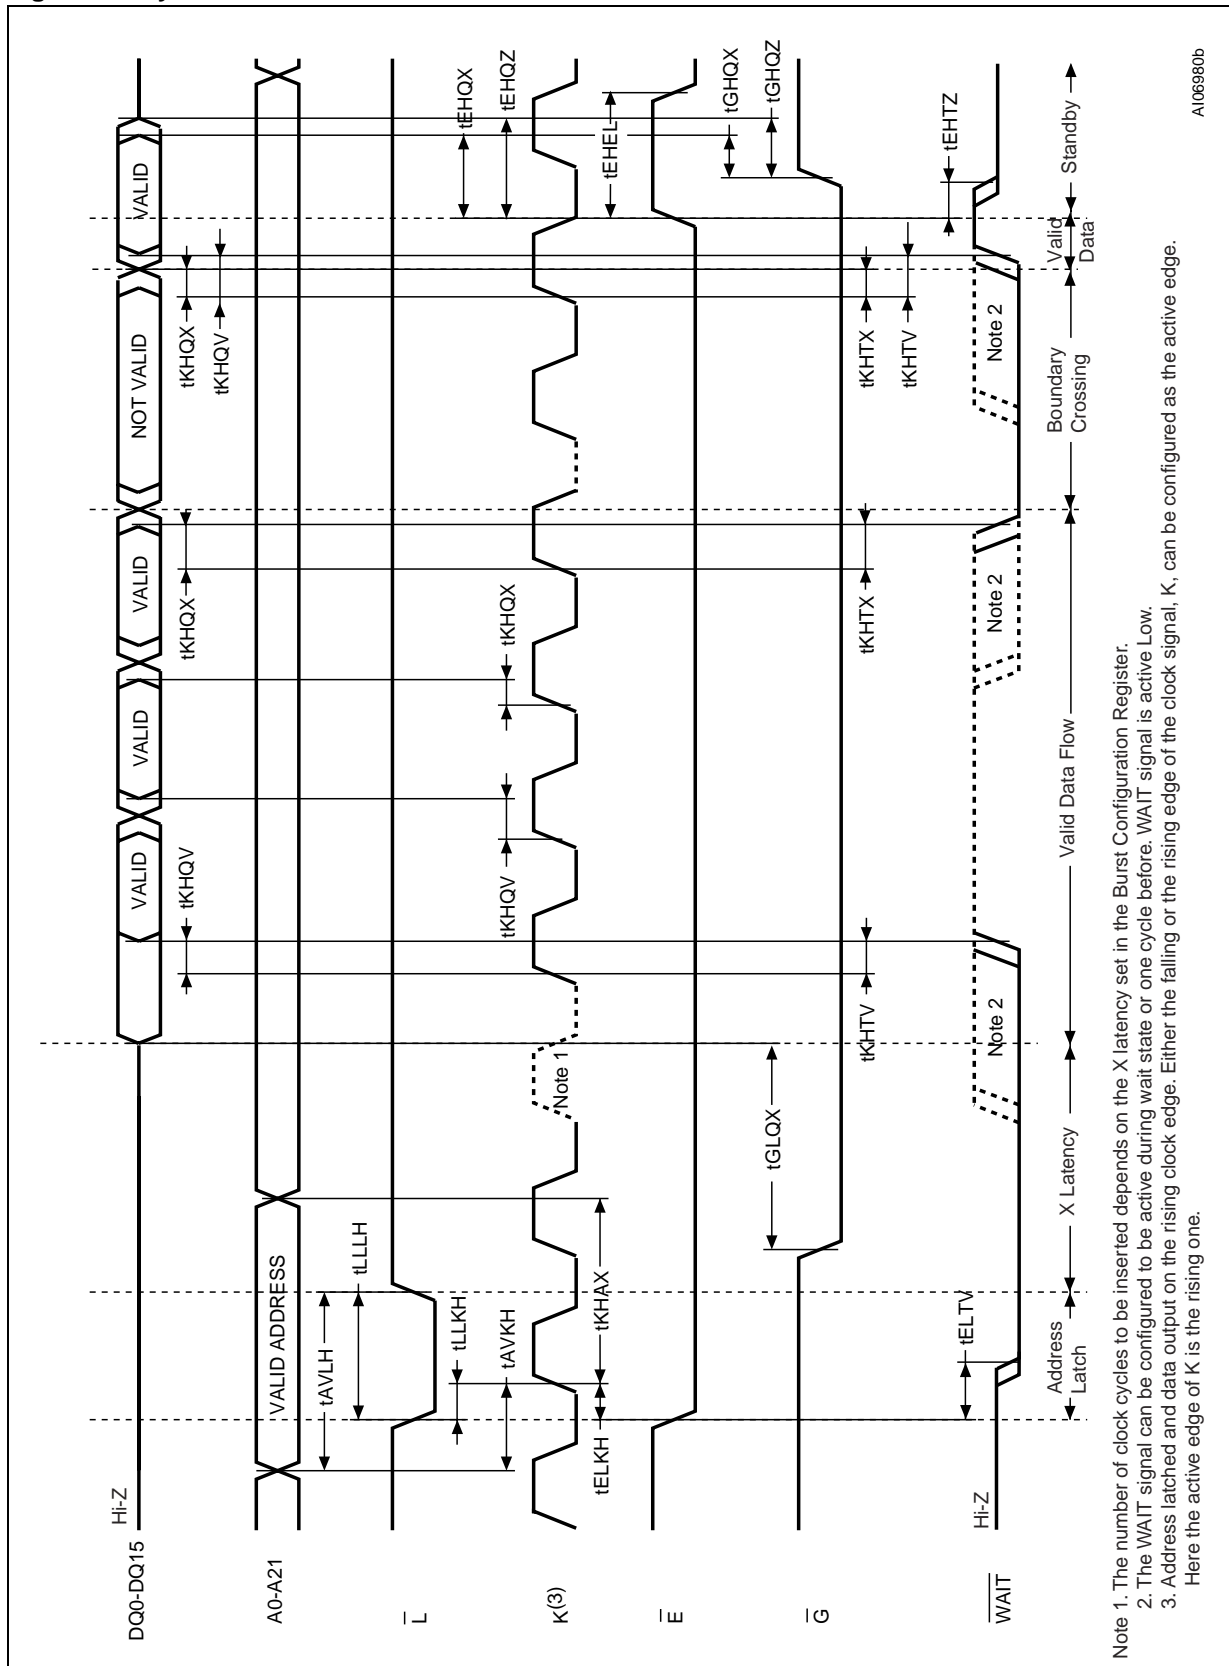 DQ0-DQ15
Hi-Z
VALID
VALID
VALID
NOT VALID
VALID
tKHQV
tKHQX
tKHQX
tKHQV
A0-A21
VALID ADDRESS
tAVLH
L
tLLLH
tLLKH
tAVKH
tKHQV
tKHQX
tEHQX
tEHQZ
K(3)
Note 1
tELKH
tKHAX
tEHEL
E
tGHQX
tGHQZ
G
tGLQX
tKHTV
tKHTX
tKHTX
tKHTV
tEHTZ
tELTV
WAIT
Hi-Z
Note 2
Note 2
Note 2
Address
Latch
X Latency
Valid Data Flow
Boundary
Crossing
Valid
Data
Standby
Note 1. The number of clock cycles to be inserted depends on the X latency set in the Burst Configuration Register.
2. The WAIT signal can be configured to be active during wait state or one cycle before. WAIT signal is active Low.
3. Address latched and data output on the rising clock edge. Either the falling or the rising edge of the clock signal, K, can be configured as the active edge.
Here the active edge of K is the rising one.
AI06980b